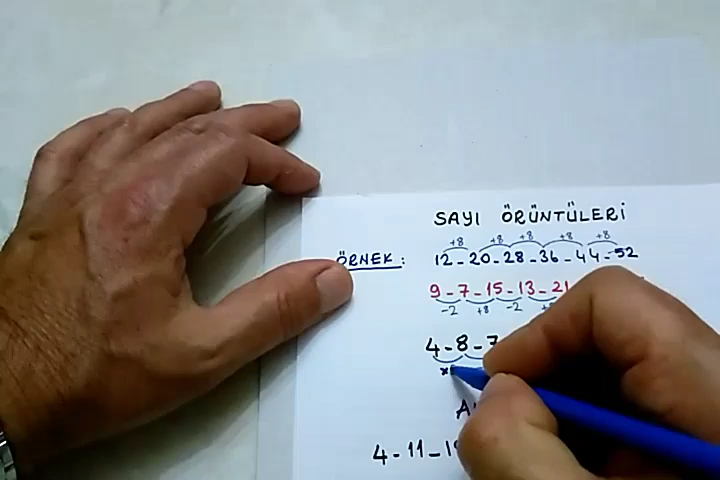 SAYI ÖRÜNTÜLERİ
+8 +8 +8 +8 +8
ÖRNEK: 12-20-28-36-44-52
9-7-15-13-21
-2 +8 -2
4-8-7
4-11-